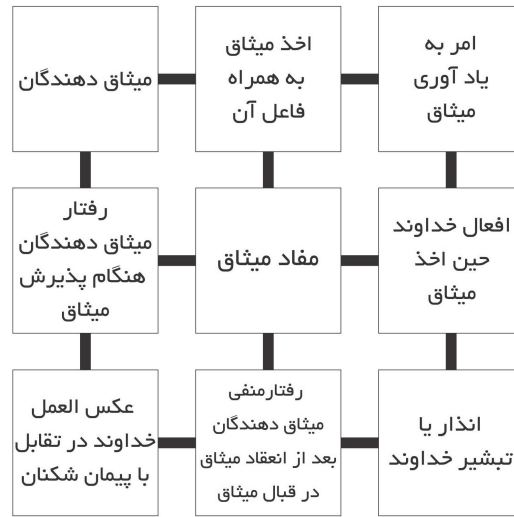 امر به
یاد آوری
میثاق
اخذ میثاق
به همراه
فاعل آن
میثاق دهندگان
افعال خداوند
حین اخذ
میثاق
مفاد میثاق
رفتار
میثاق دهندگان
هنگام پذیرش
میثاق
انذار یا
تبشیر خداوند
رفتارمنفی
میثاق دهندگان
بعد از انعقاد میثاق
در قبال میثاق
عکس العمل
خداوند در تقابل
با پیمان شکنان